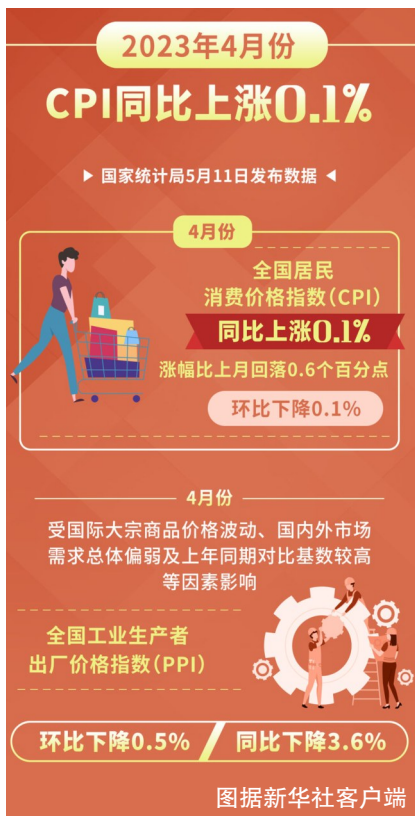 2023年4月份
CPI同比上涨0.1%
▶ 国家统计局5月11日发布数据 ◀
4月份
全国居民
消费价格指数(CPI)
同比上涨0.1%
涨幅比上月回落0.6个百分点
环比下降0.1%
4月份
受国际大宗商品价格波动、国内外市场
需求总体偏弱及上年同期对比基数较高
等因素影响
全国工业生产者
出厂价格指数(PPI)
环比下降0.5% / 同比下降3.6%
图据新华社客户端